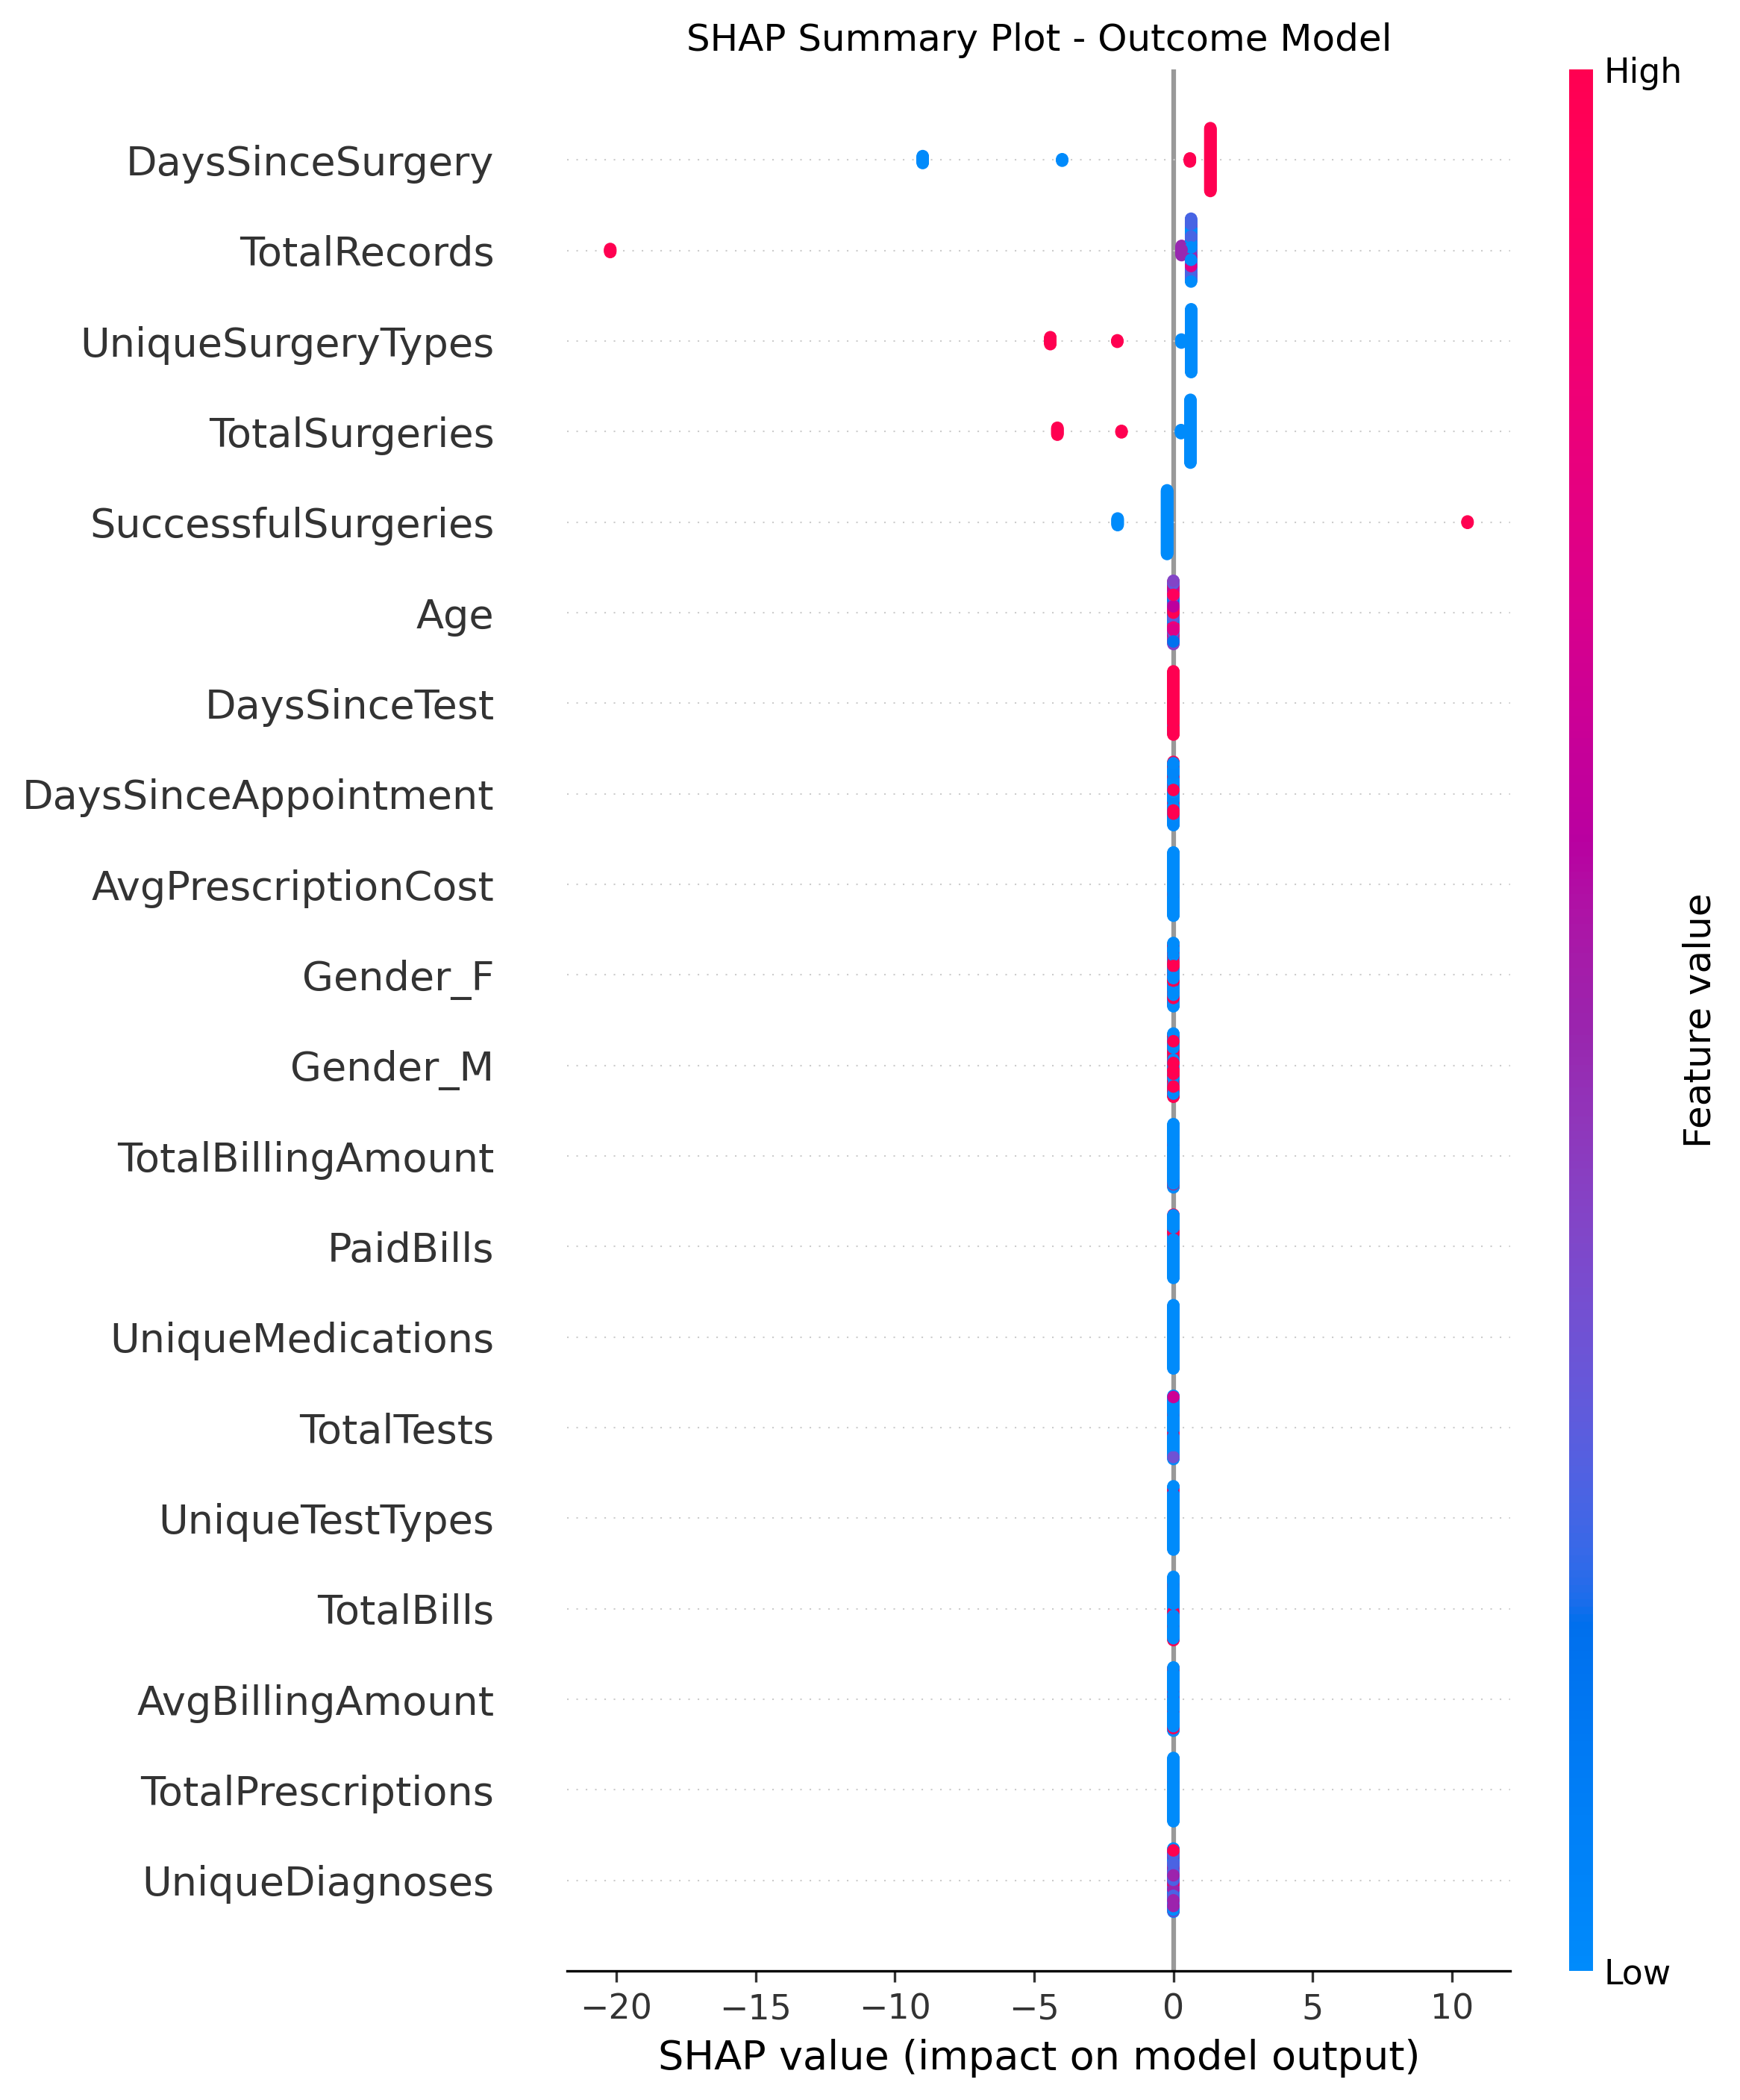 SHAP Summary Plot - Outcome Model
High
DaysSinceSurgery
TotalRecords
UniqueSurgeryTypes
TotalSurgeries
SuccessfulSurgeries
Age
DaysSinceTest
DaysSinceAppointment
AvgPrescriptionCost
Gender_F
Gender_M
TotalBillingAmount
PaidBills
UniqueMedications
TotalTests
UniqueTestTypes
TotalBills
AvgBillingAmount
TotalPrescriptions
UniqueDiagnoses
Feature value
Low
−20 −15 −10 −5 0 5 10
SHAP value (impact on model output)